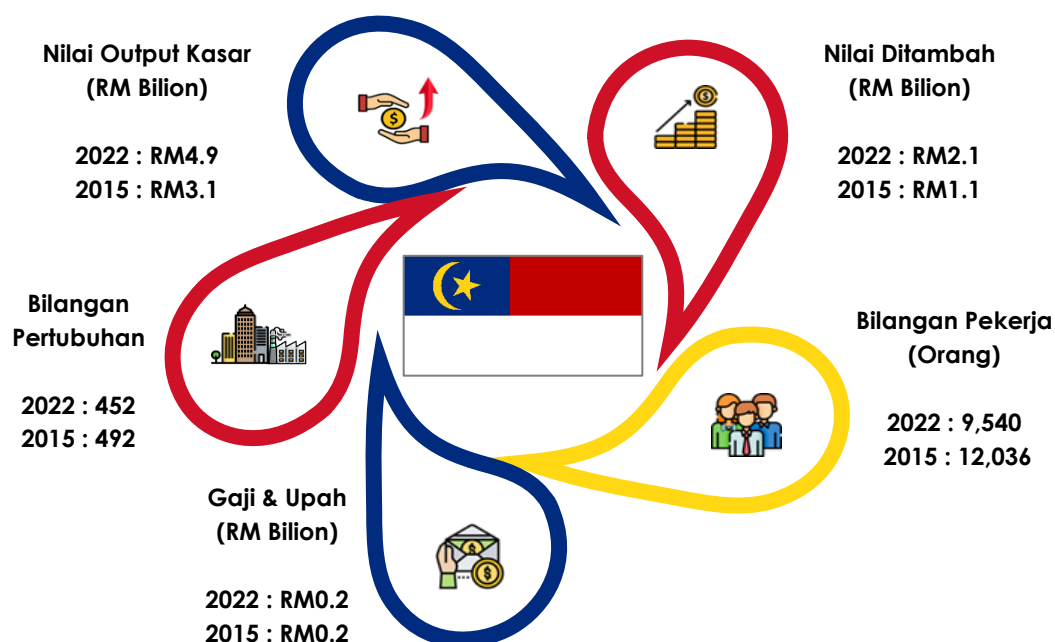 Nilai Output Kasar
(RM Bilion)
2022 : RM4.9
2015 : RM3.1
Nilai Ditambah
(RM Bilion)
2022 : RM2.1
2015 : RM1.1
Bilangan
Pertubuhan
2022 : 452
2015 : 492
Bilangan Pekerja
(Orang)
2022 : 9,540
2015 : 12,036
Gaji & Upah
(RM Bilion)
2022 : RM0.2
2015 : RM0.2